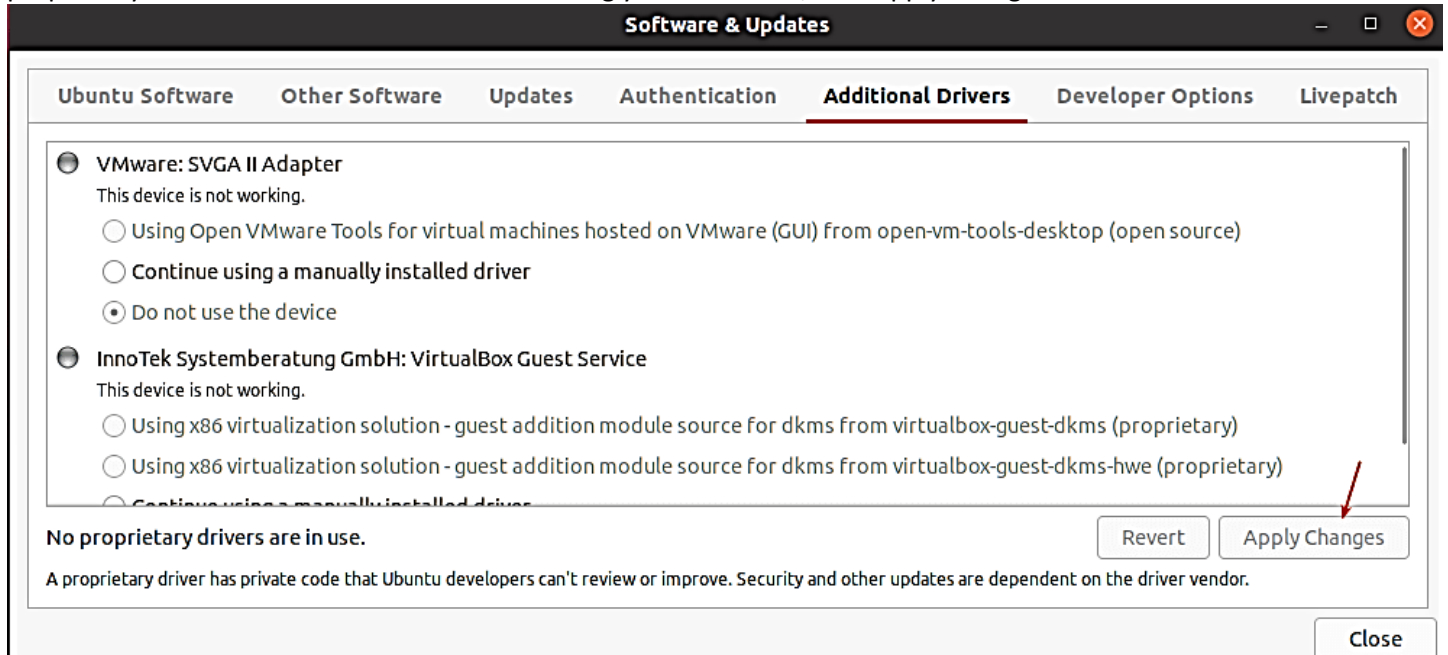 Software & Updates
Ubuntu Software Other Software Updates Authentication Additional Drivers Developer Options Livepatch
VMware: SVGA II Adapter
This device is not working.
Using Open VMware Tools for virtual machines hosted on VMware (GUI) from open-vm-tools-desktop (open source)
Continue using a manually installed driver
Do not use the device
InnoTek Systemberatung GmbH: VirtualBox Guest Service
This device is not working.
Using x86 virtualization solution - guest addition module source for dkms from virtualbox-guest-dkms (proprietary)
Using x86 virtualization solution - guest addition module source for dkms from virtualbox-guest-dkms-hwe (proprietary)
Continue using a manually installed driver
No proprietary drivers are in use.
Revert Apply Changes
A proprietary driver has private code that Ubuntu developers can't review or improve. Security and other updates are dependent on the driver vendor.
Close